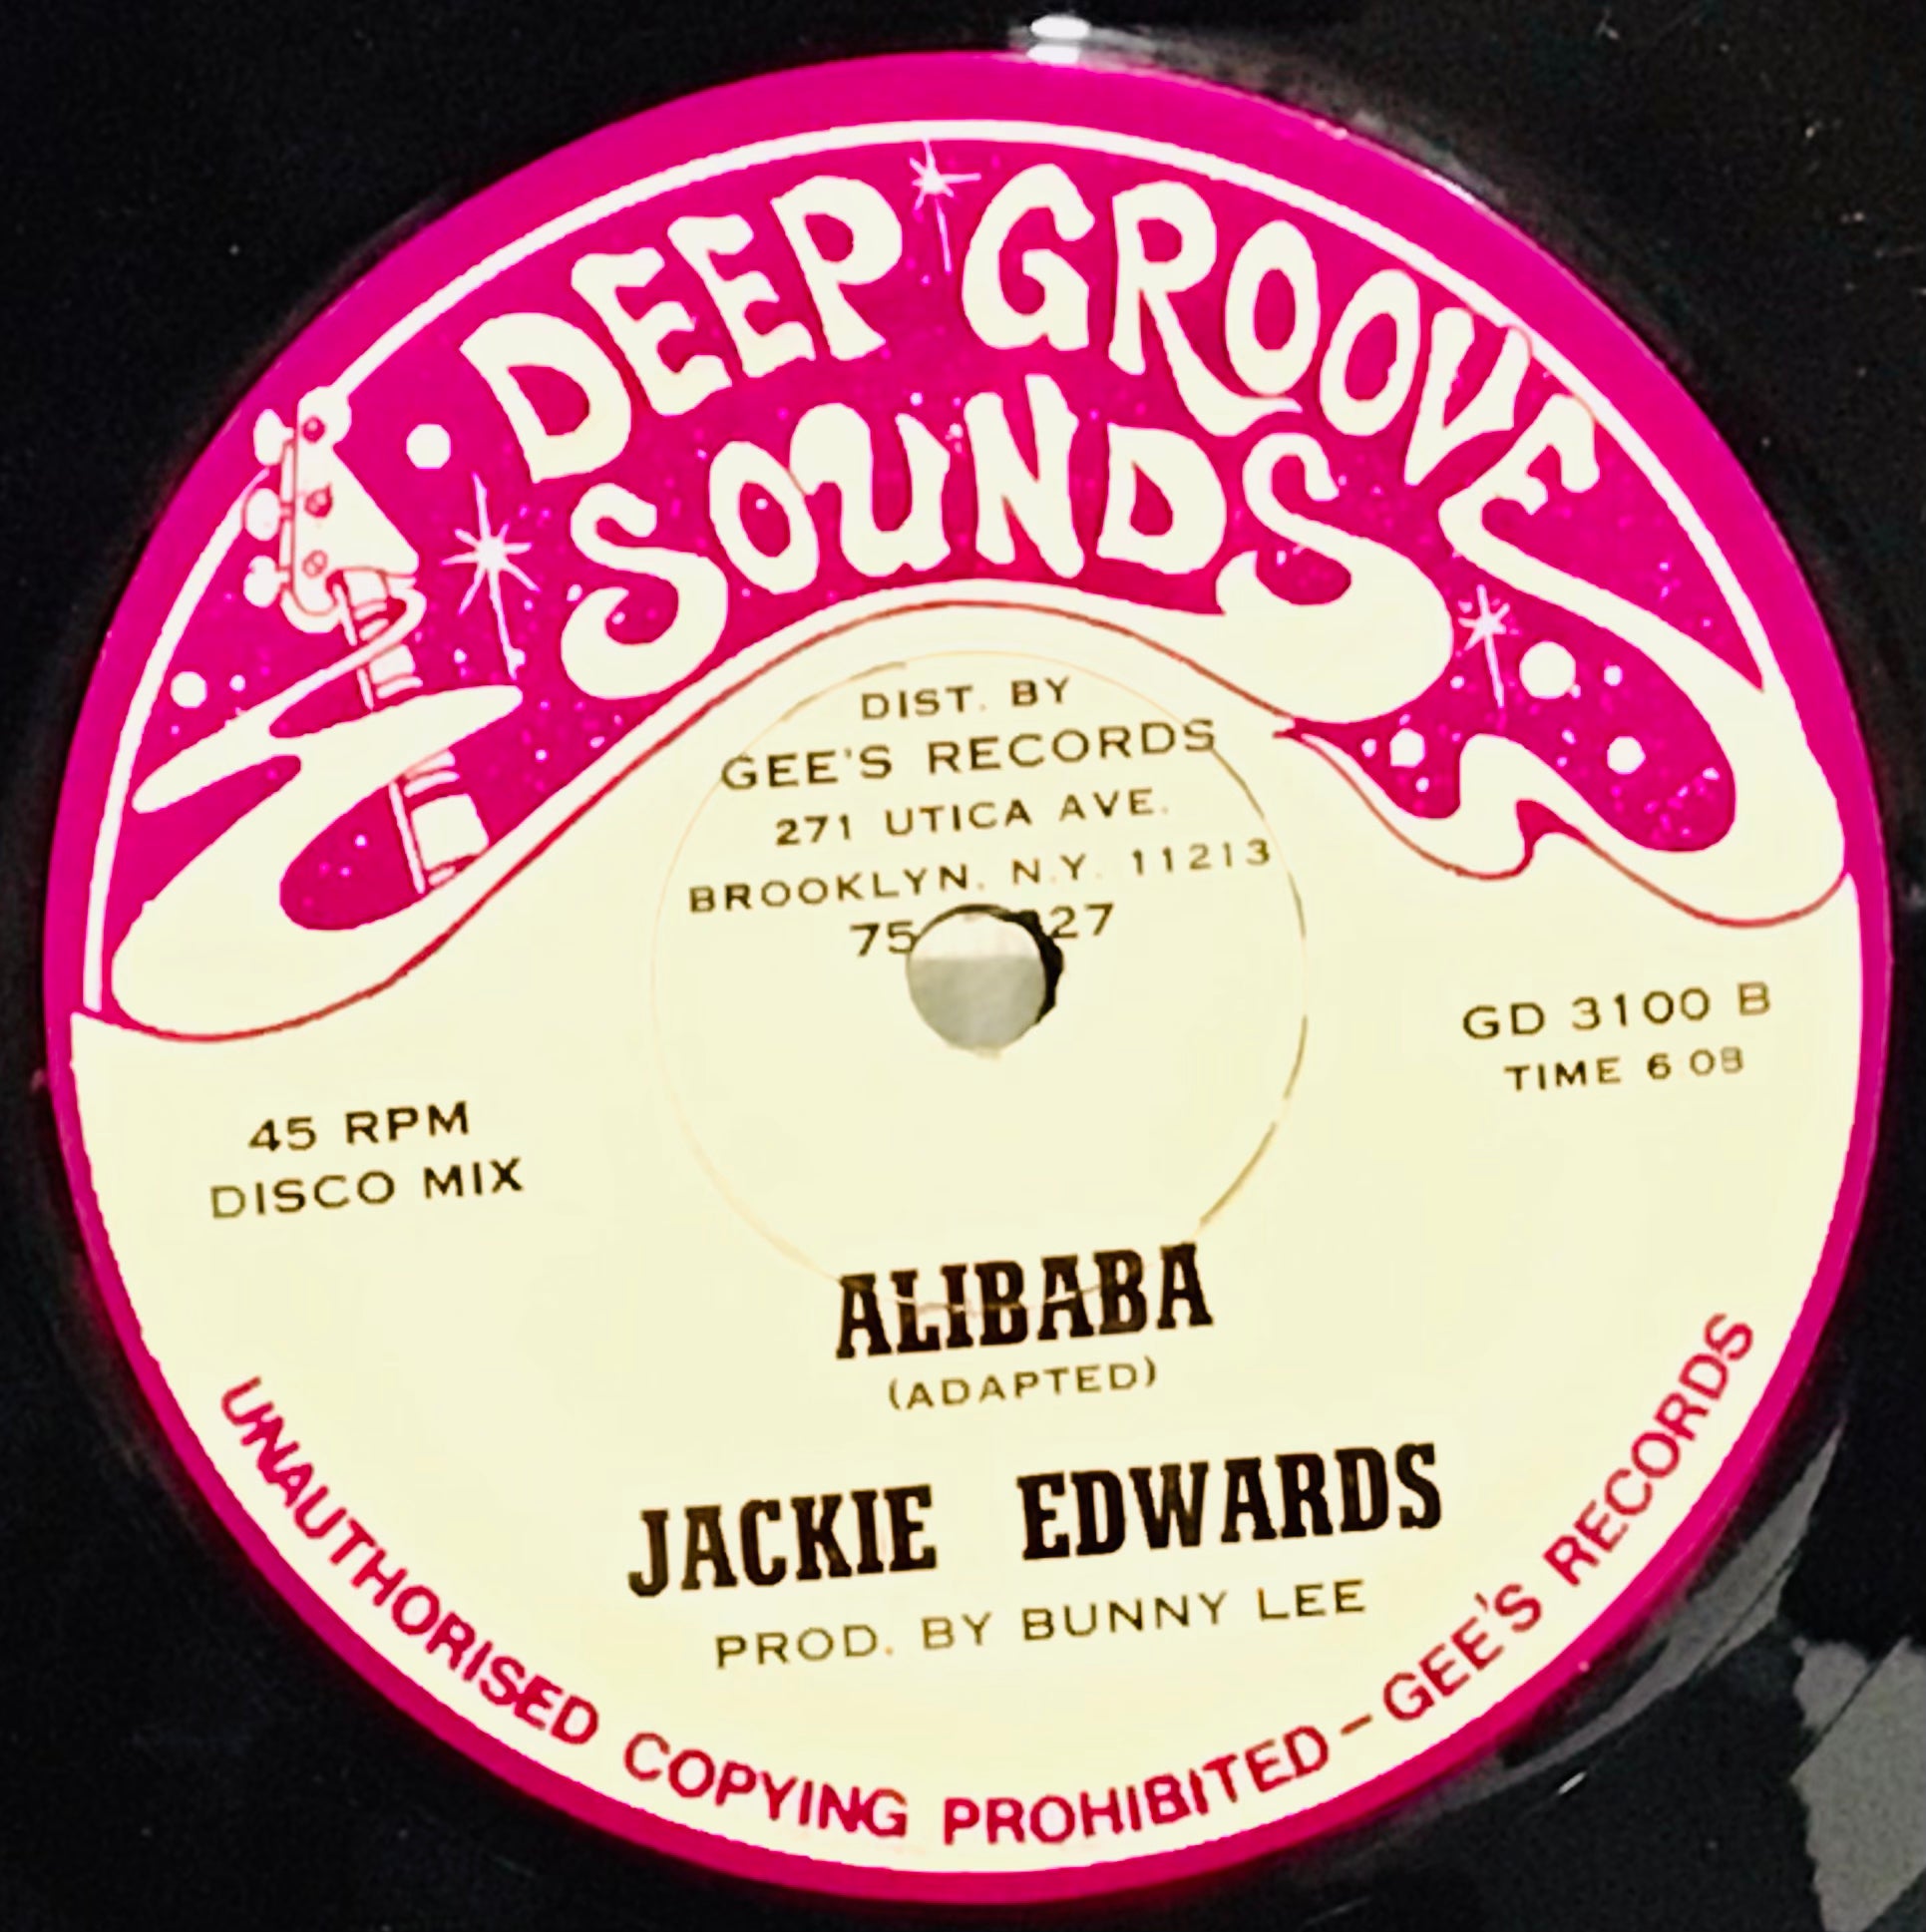 DEEP GROOVE
SOUNDS
DIST. BY
GEE'S RECORDS
271 UTICA AVE.
BROOKLYN, N.Y. 11213
45 RPM
DISCO MIX
GD 3100 B
TIME 6 08
ALIBABA
(ADAPTED)
JACKIE EDWARDS
PROD. BY BUNNY LEE
UNAUTHORISED COPYING PROHIBITED - GEE'S RECORDS